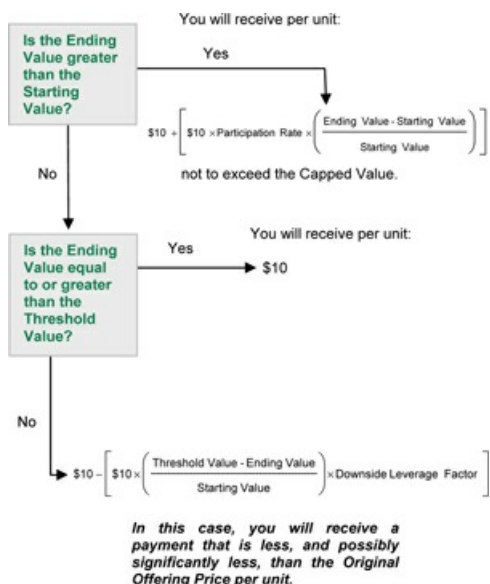 You will receive per unit:
Is the Ending
Value greater
than the
Starting
Value?
Yes
$10 + [ $10 × Participation Rate × ( Ending Value - Starting Value / Starting Value ) ]
not to exceed the Capped Value.
No
Is the Ending
Value equal
to or greater
than the
Threshold
Value?
Yes
You will receive per unit:
$10
No
$10 – [ $10 × ( Threshold Value - Ending Value / Starting Value ) × Downside Leverage Factor ]
In this case, you will receive a
payment that is less, and possibly
significantly less, than the Original
Offering Price per unit.